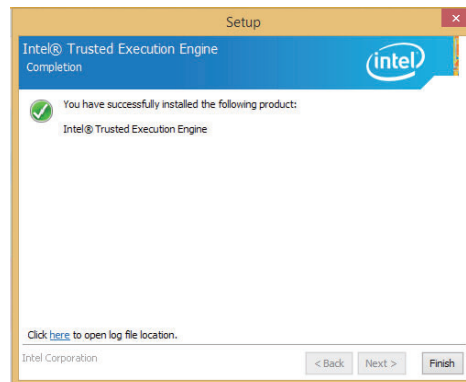 Setup
Intel® Trusted Execution Engine
Completion
intel
You have successfully installed the following product:
Intel® Trusted Execution Engine
Click here to open log file location.
Intel Corporation
< Back Next > Finish